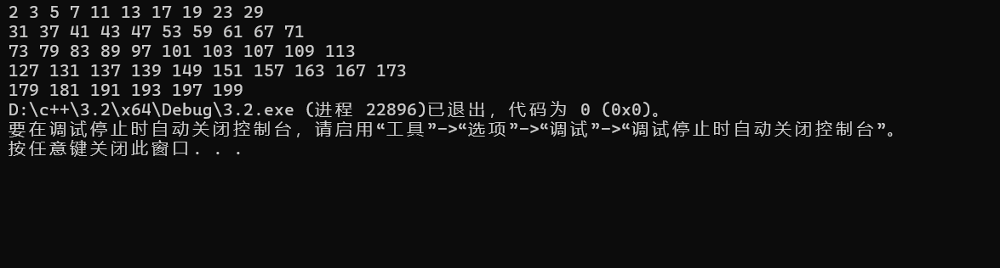 2 3 5 7 11 13 17 19 23 29
31 37 41 43 47 53 59 61 67 71
73 79 83 89 97 101 103 107 109 113
127 131 137 139 149 151 157 163 167 173
179 181 191 193 197 199
D:\c++\3.2\x64\Debug\3.2.exe (进程 22896)已退出，代码为 0 (0x0)。
要在调试停止时自动关闭控制台，请启用“工具”->“选项”->“调试”->“调试停止时自动关闭控制台”。
按任意键关闭此窗口. . .